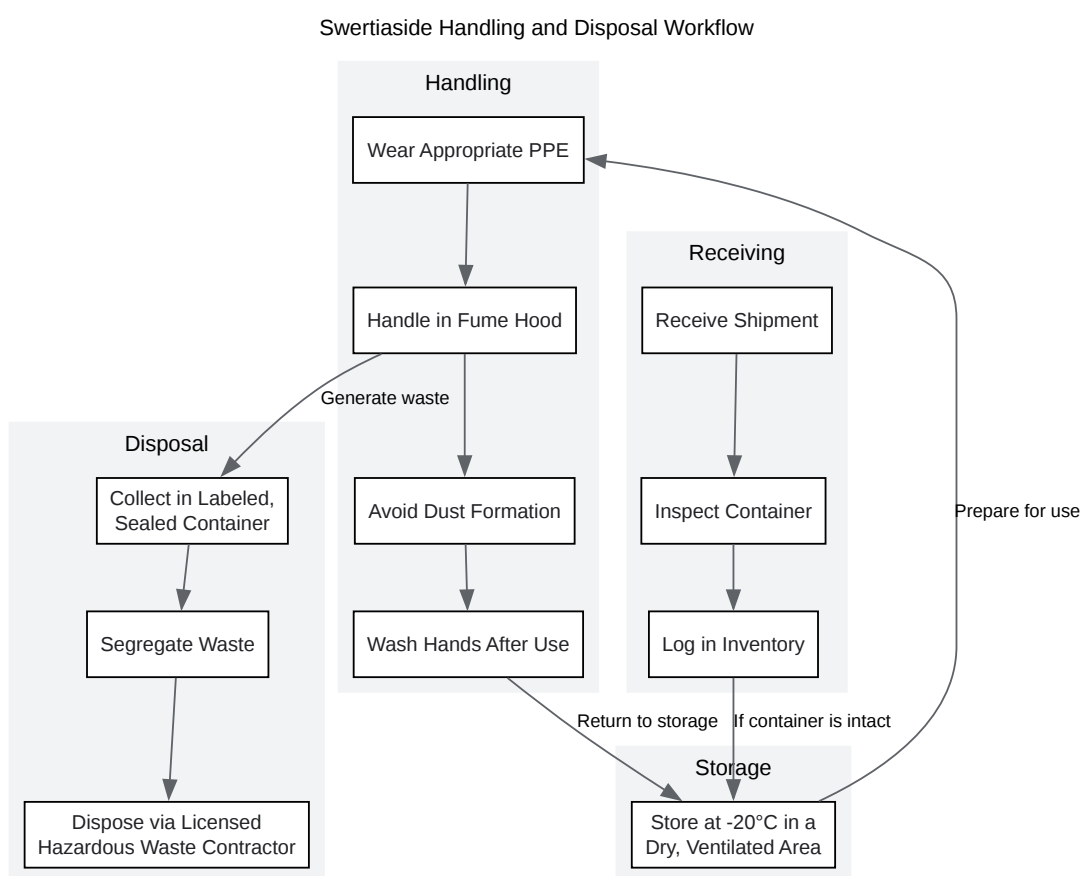 Swertiaside Handling and Disposal Workflow
Handling
Wear Appropriate PPE
Receiving
Handle in Fume Hood
Receive Shipment
Generate waste
Disposal
Collect in Labeled,
Sealed Container
Avoid Dust Formation
Inspect Container
Prepare for use
Segregate Waste
Wash Hands After Use
Log in Inventory
Return to storage
If container is intact
Storage
Dispose via Licensed
Hazardous Waste Contractor
Store at -20°C in a
Dry, Ventilated Area